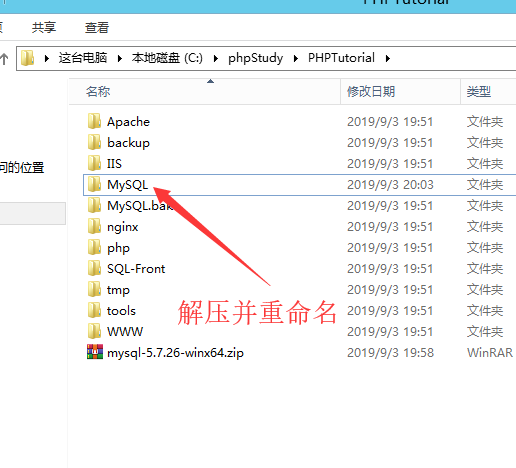 PHPTutorial
共享 查看
这台电脑 本地磁盘 (C:) phpStudy PHPTutorial
名称 修改日期 类型
Apache 2019/9/3 19:51 文件夹
backup 2019/9/3 19:51 文件夹
IIS 2019/9/3 19:51 文件夹
问的位置
MySQL 2019/9/3 20:03 文件夹
MySQL.bak 2019/9/3 19:51 文件夹
nginx 2019/9/3 19:51 文件夹
php 2019/9/3 19:51 文件夹
SQL-Front 2019/9/3 19:51 文件夹
tmp 2019/9/3 19:51 文件夹
tools 2019/9/3 19:51 文件夹
解压并重命名
WWW 2019/9/3 19:51 文件夹
mysql-5.7.26-winx64.zip 2019/9/3 19:58 WinRAR